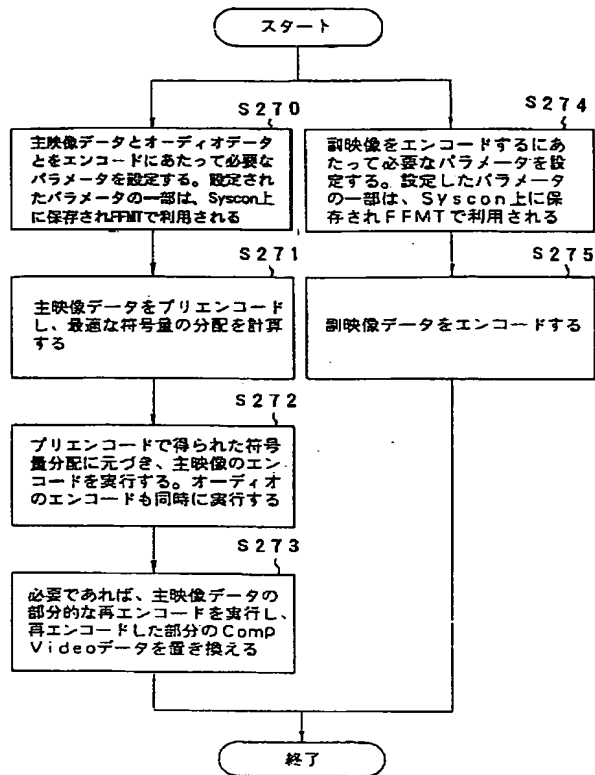 スタート
S270
主映像データとオーディオデータ
とをエンコードにあたって必要な
パラメータを設定する。設定され
たパラメータの一部は、Syscon上
に保存されFFMTで利用される
S271
主映像データをプリエンコード
し、最適な符号量の分配を計算
する
S272
プリエンコードで得られた符号
量分配に元づき、主映像のエン
コードを実行する。オーディオ
のエンコードも同時に実行する
S273
必要であれば、主映像データの
部分的な再エンコードを実行し、
再エンコードした部分のComp
Videoデータを置き換える
S274
副映像をエンコードするにあ
たって必要なパラメータを設
定する。設定したパラメータ
の一部は、Syscon上に保
存されFFMTで利用される
S275
副映像データをエンコードする
終了